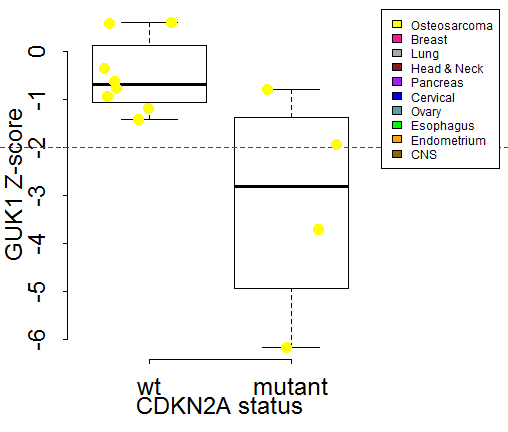 GUK1 Z-score
0
-1
-2
-3
-4
-5
-6
wt
mutant
CDKN2A status
Osteosarcoma
Breast
Lung
Head & Neck
Pancreas
Cervical
Ovary
Esophagus
Endometrium
CNS